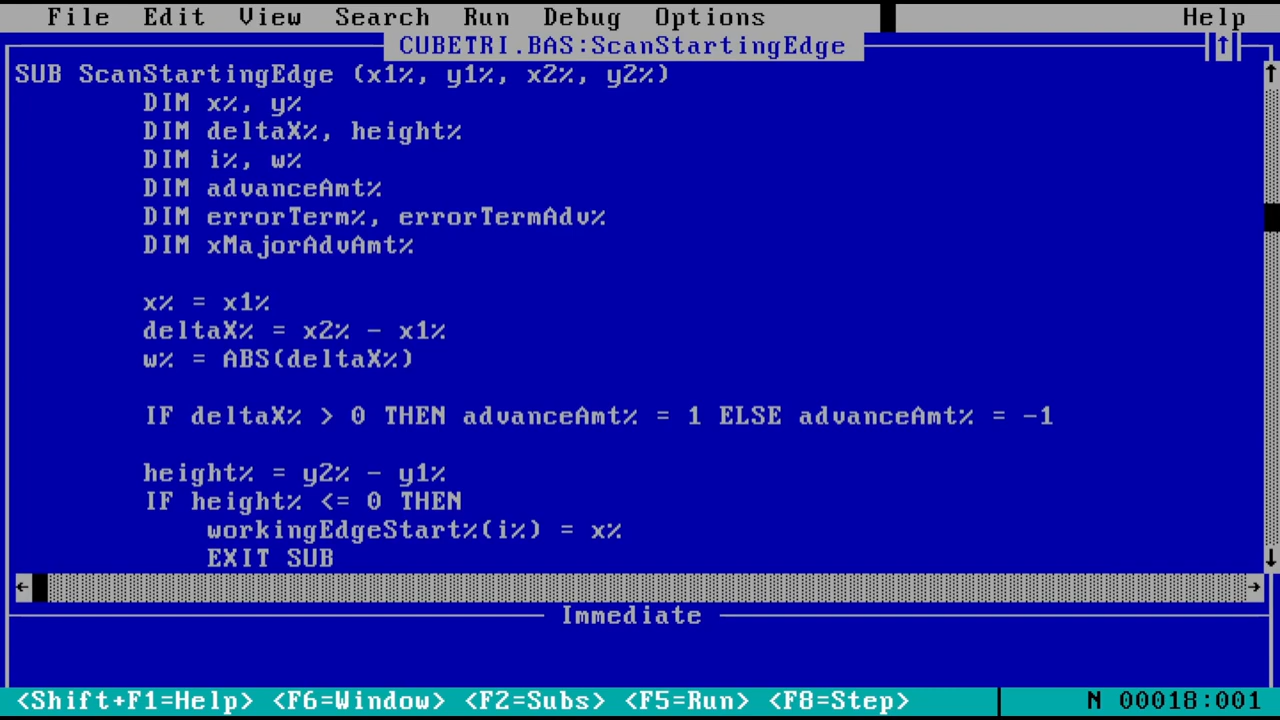 File Edit View Search Run Debug Options Help
CUBETRI.BAS:ScanStartingEdge
SUB ScanStartingEdge (x1%, y1%, x2%, y2%)
DIM x%, y%
DIM deltaX%, height%
DIM i%, w%
DIM advanceAmt%
DIM errorTerm%, errorTermAdv%
DIM xMajorAdvAmt%
x% = x1%
deltaX% = x2% - x1%
w% = ABS(deltaX%)
IF deltaX% > 0 THEN advanceAmt% = 1 ELSE advanceAmt% = -1
height% = y2% - y1%
IF height% <= 0 THEN
workingEdgeStart%(i%) = x%
EXIT SUB
Immediate
<Shift+F1=Help> <F6=Window> <F2=Subs> <F5=Run> <F8=Step> N 00018:001